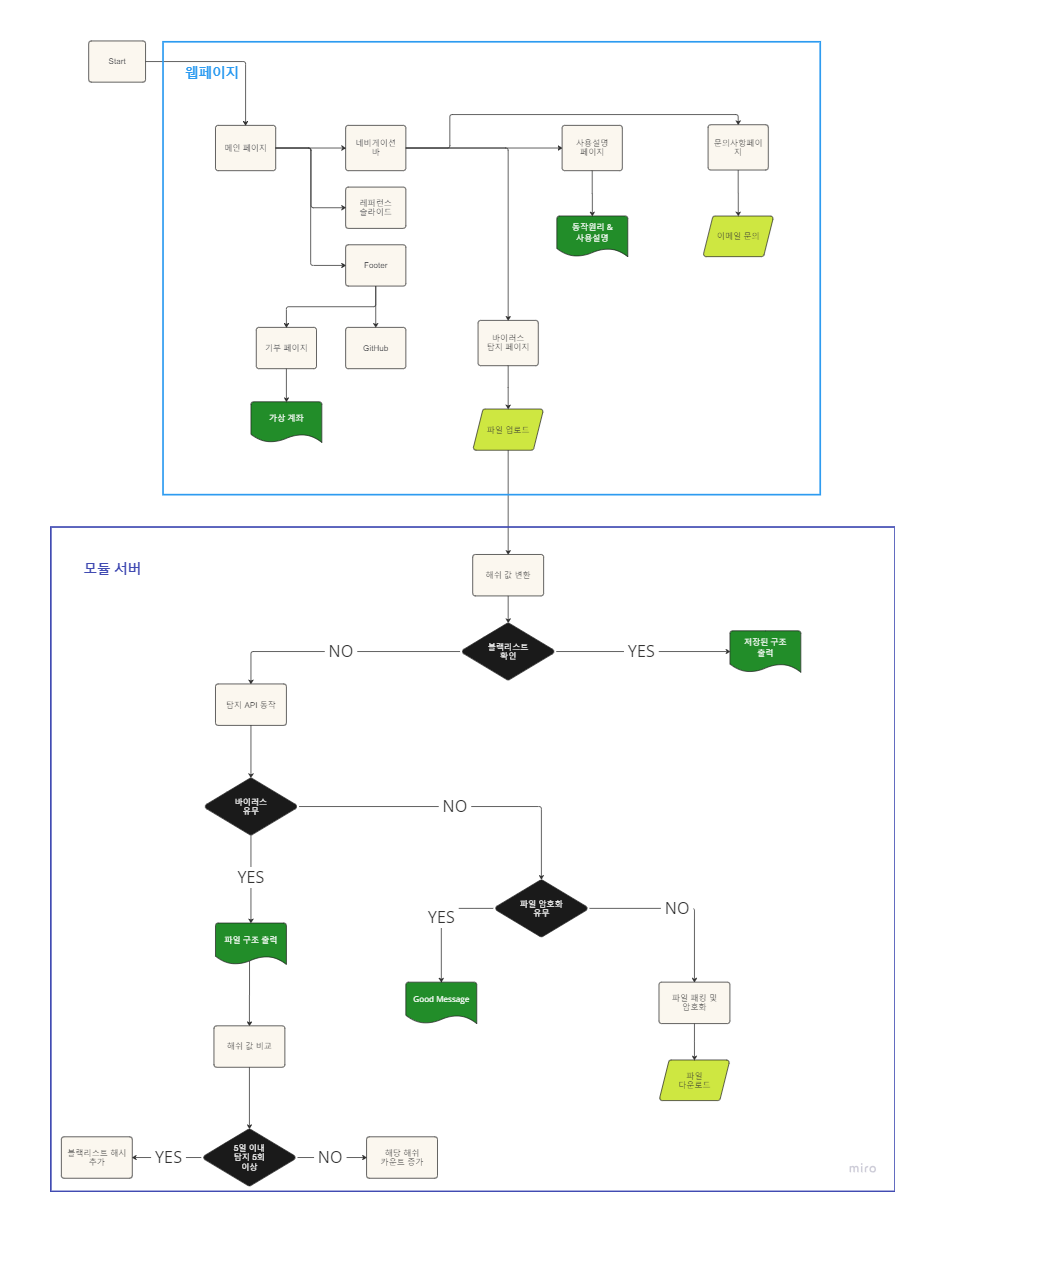 Start
웹페이지
메인 페이지
네비게이션
바
사용설명
페이지
문의사항페이
지
레퍼런스
슬라이드
동작원리 &
사용설명
이메일 문의
Footer
기부 페이지
GitHub
바이러스
탐지 페이지
가상 계좌
파일 업로드
모듈 서버
해쉬 값 변환
블랙리스트
확인
NO
YES
저장된 구조
출력
탐지 API 동작
바이러스
유무
NO
YES
파일 암호화
유무
YES
NO
파일 구조 출력
Good Message
파일 패킹 및
암호화
해쉬 값 비교
파일
다운로드
5일 이내
탐지 5회
이상
블랙리스트 해시
추가
YES
NO
해당 해쉬
카운트 증가
miro